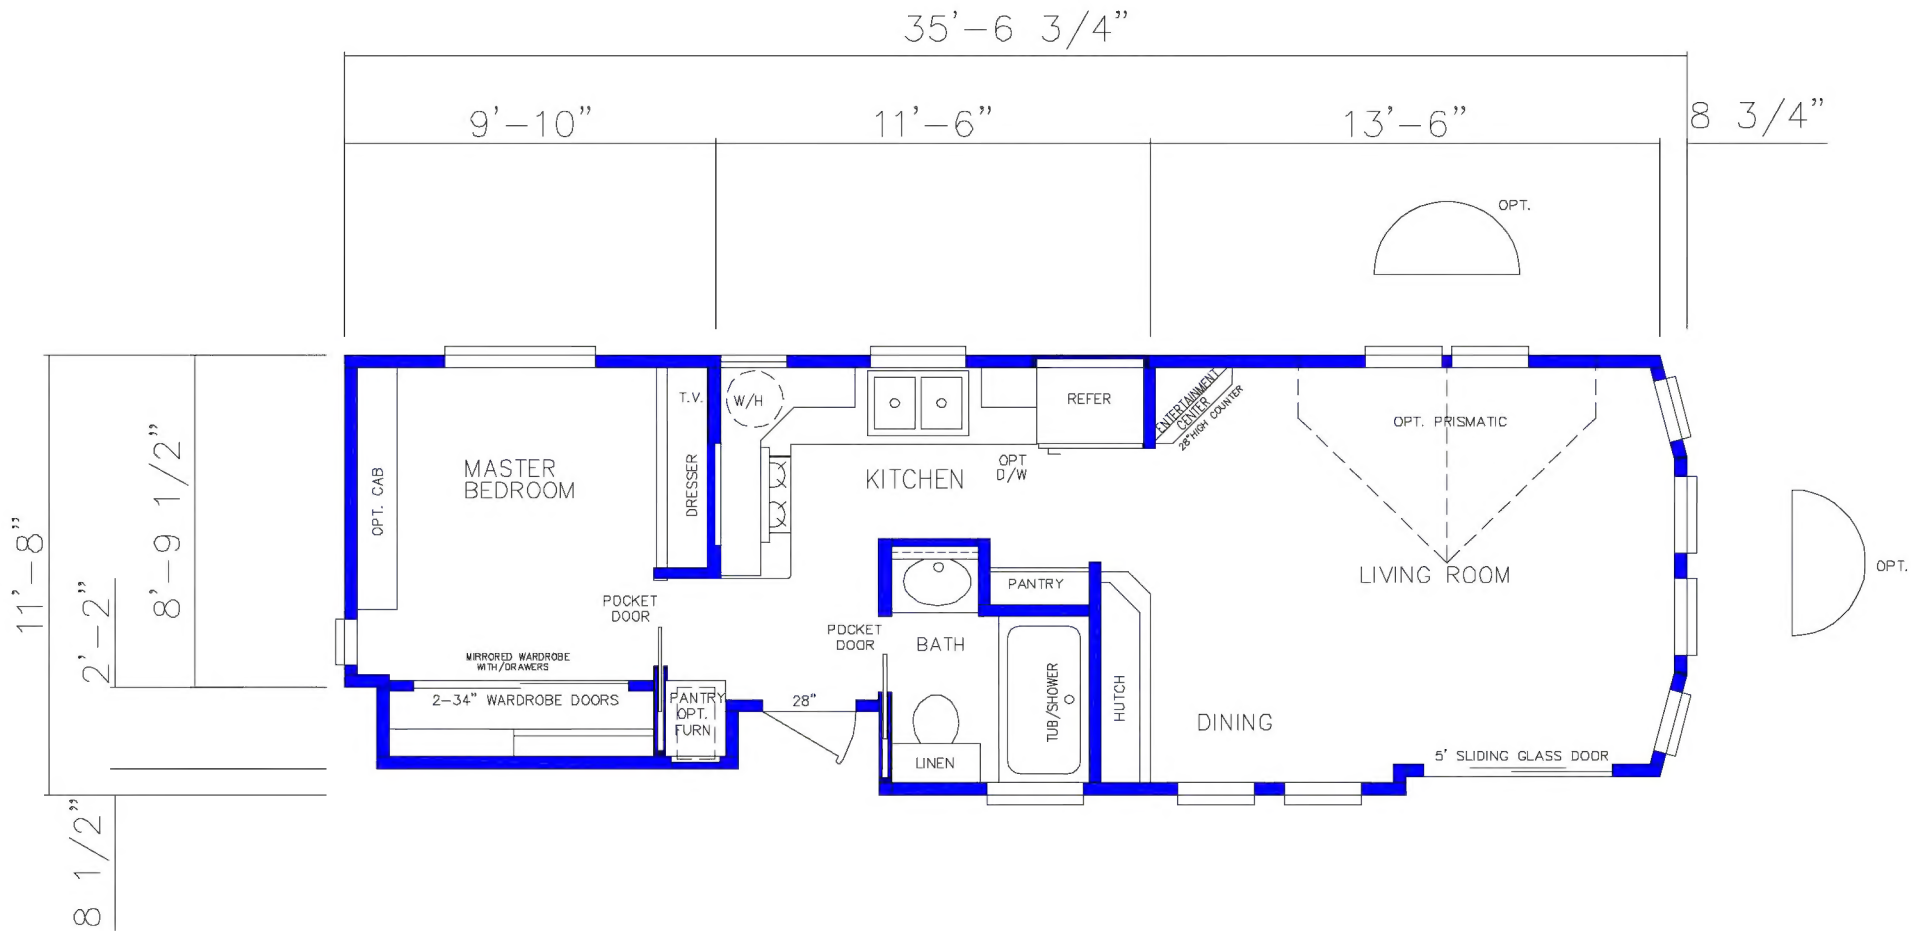 35'-6 3/4"
9'-10"
11'-6"
13'-6"
8 3/4"
OPT.
T.V.
W/H
REFER
ENTERTAINMENT
CENTER
28"HIGH COUNTER
OPT. PRISMATIC
MASTER
BEDROOM
OPT. CAB
DRESSER
KITCHEN
OPT
D/W
11'-8"
8'-9 1/2"
2'-2"
8 1/2"
LIVING ROOM
OPT.
PANTRY
POCKET
DOOR
POCKET
DOOR
BATH
MIRRORED WARDROBE
WITH/DRAWERS
2-34" WARDROBE DOORS
PANTRY
OPT.
FURN
28"
TUB/SHOWER
HUTCH
DINING
LINEN
5' SLIDING GLASS DOOR